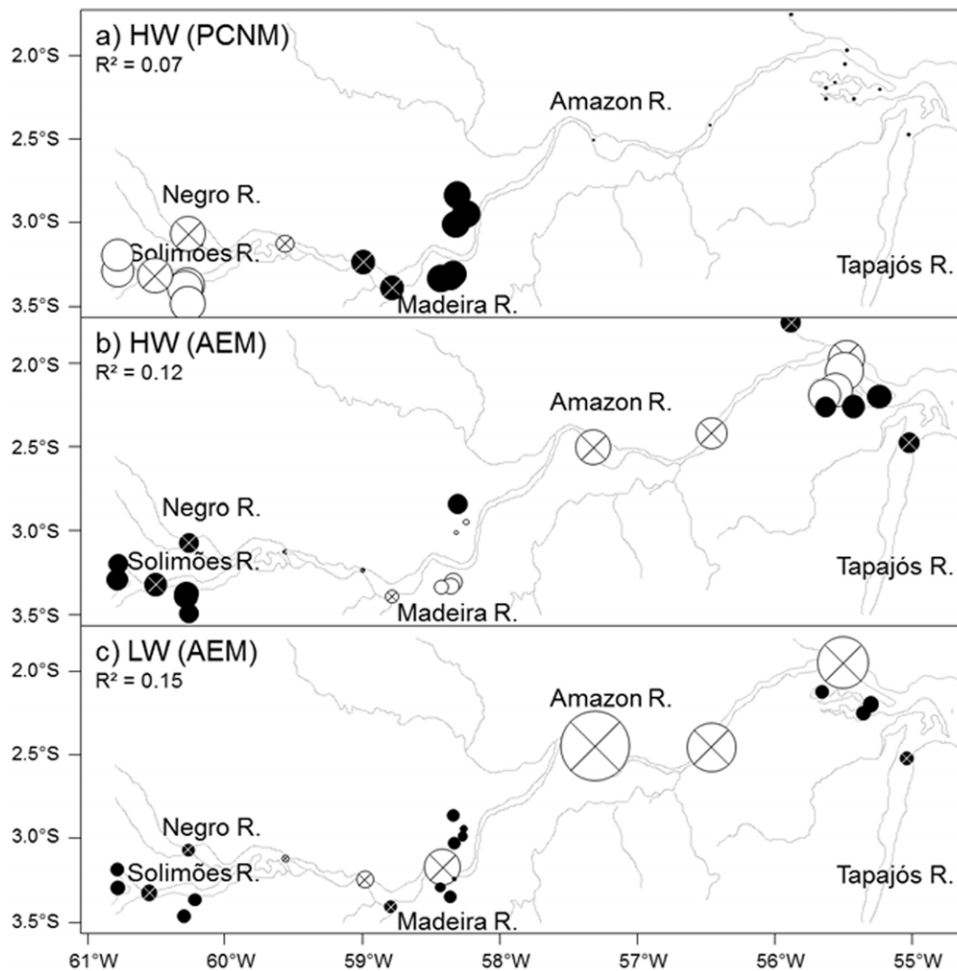 a) HW (PCNM)
R² = 0.07
2.0°S
Amazon R.
2.5°S
Negro R.
3.0°S
Solimões R.
Tapajós R.
3.5°S
Madeira R.
b) HW (AEM)
R² = 0.12
2.0°S
Amazon R.
2.5°S
Negro R.
3.0°S
Solimões R.
Tapajós R.
3.5°S
Madeira R.
c) LW (AEM)
R² = 0.15
2.0°S
Amazon R.
2.5°S
Negro R.
3.0°S
Solimões R.
Tapajós R.
3.5°S
Madeira R.
61°W 60°W 59°W 58°W 57°W 56°W 55°W